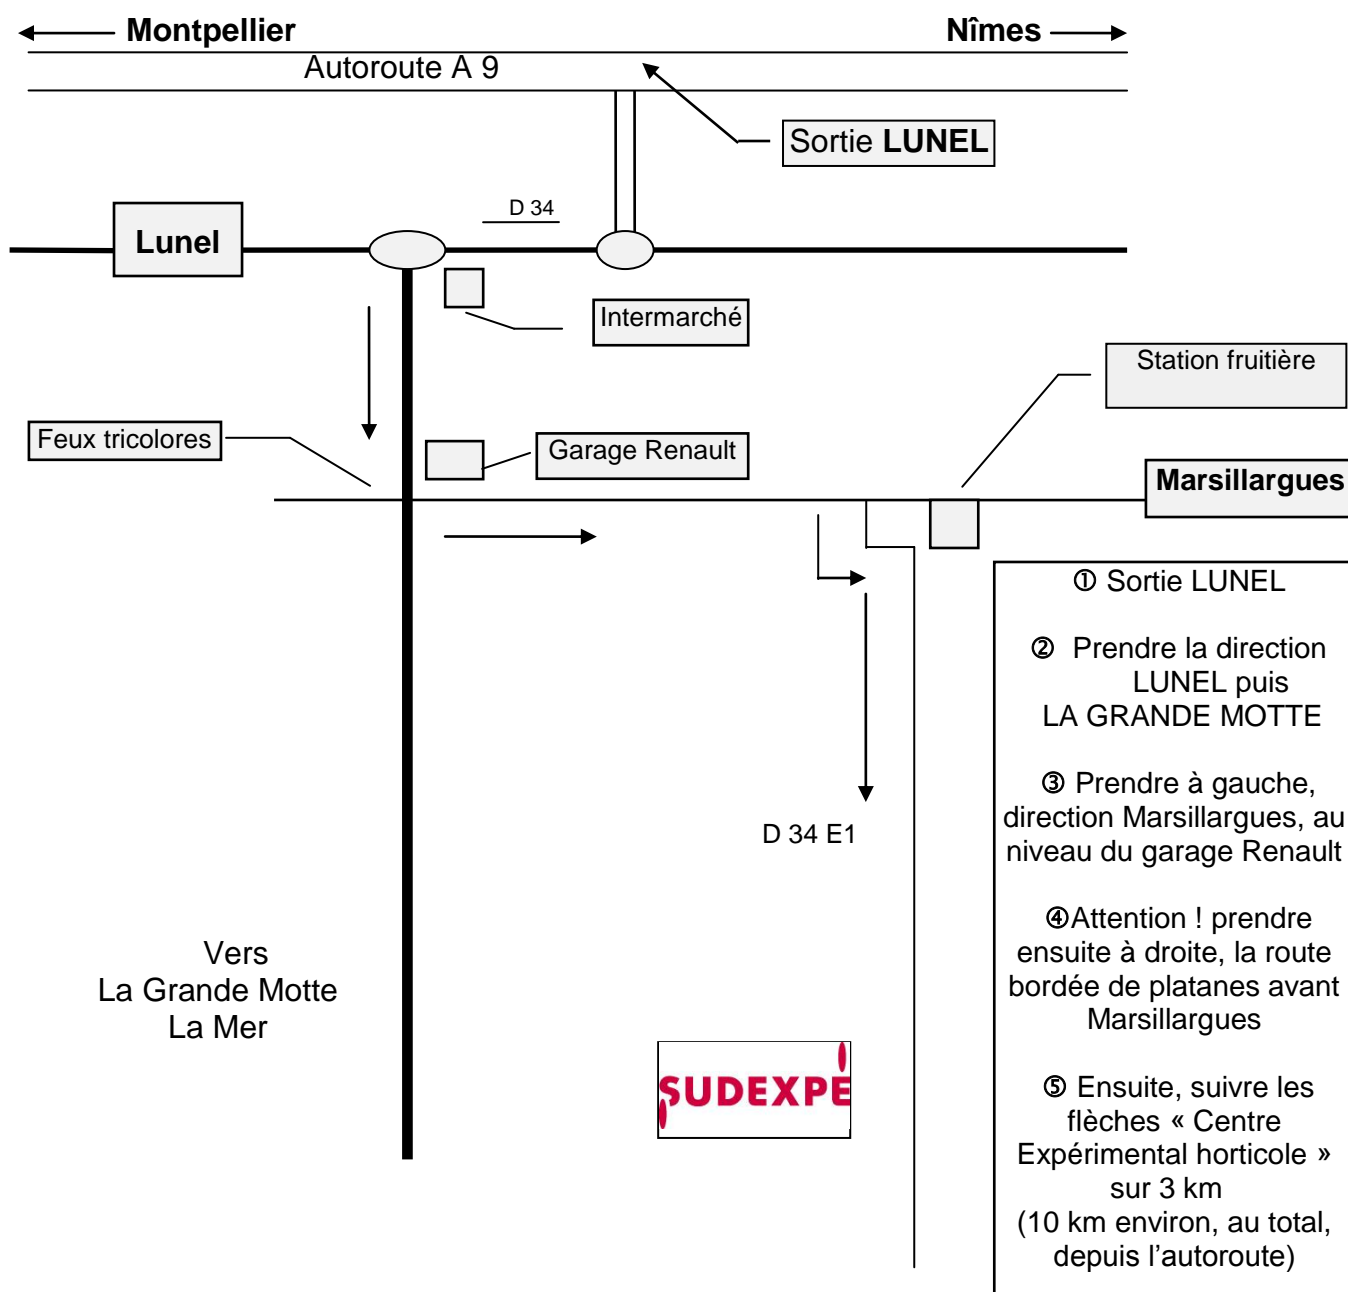 Montpellier
Nîmes
Autoroute A 9
Sortie LUNEL
D 34
Lunel
Intermarché
Station fruitière
Feux tricolores
Garage Renault
Marsillargues
① Sortie LUNEL
② Prendre la direction
LUNEL puis
LA GRANDE MOTTE
③ Prendre à gauche,
direction Marsillargues, au
niveau du garage Renault
④Attention ! prendre
ensuite à droite, la route
bordée de platanes avant
Marsillargues
⑤ Ensuite, suivre les
flèches « Centre
Expérimental horticole »
sur 3 km
(10 km environ, au total,
depuis l’autoroute)
D 34 E1
Vers
La Grande Motte
La Mer
SUDEXPÉ